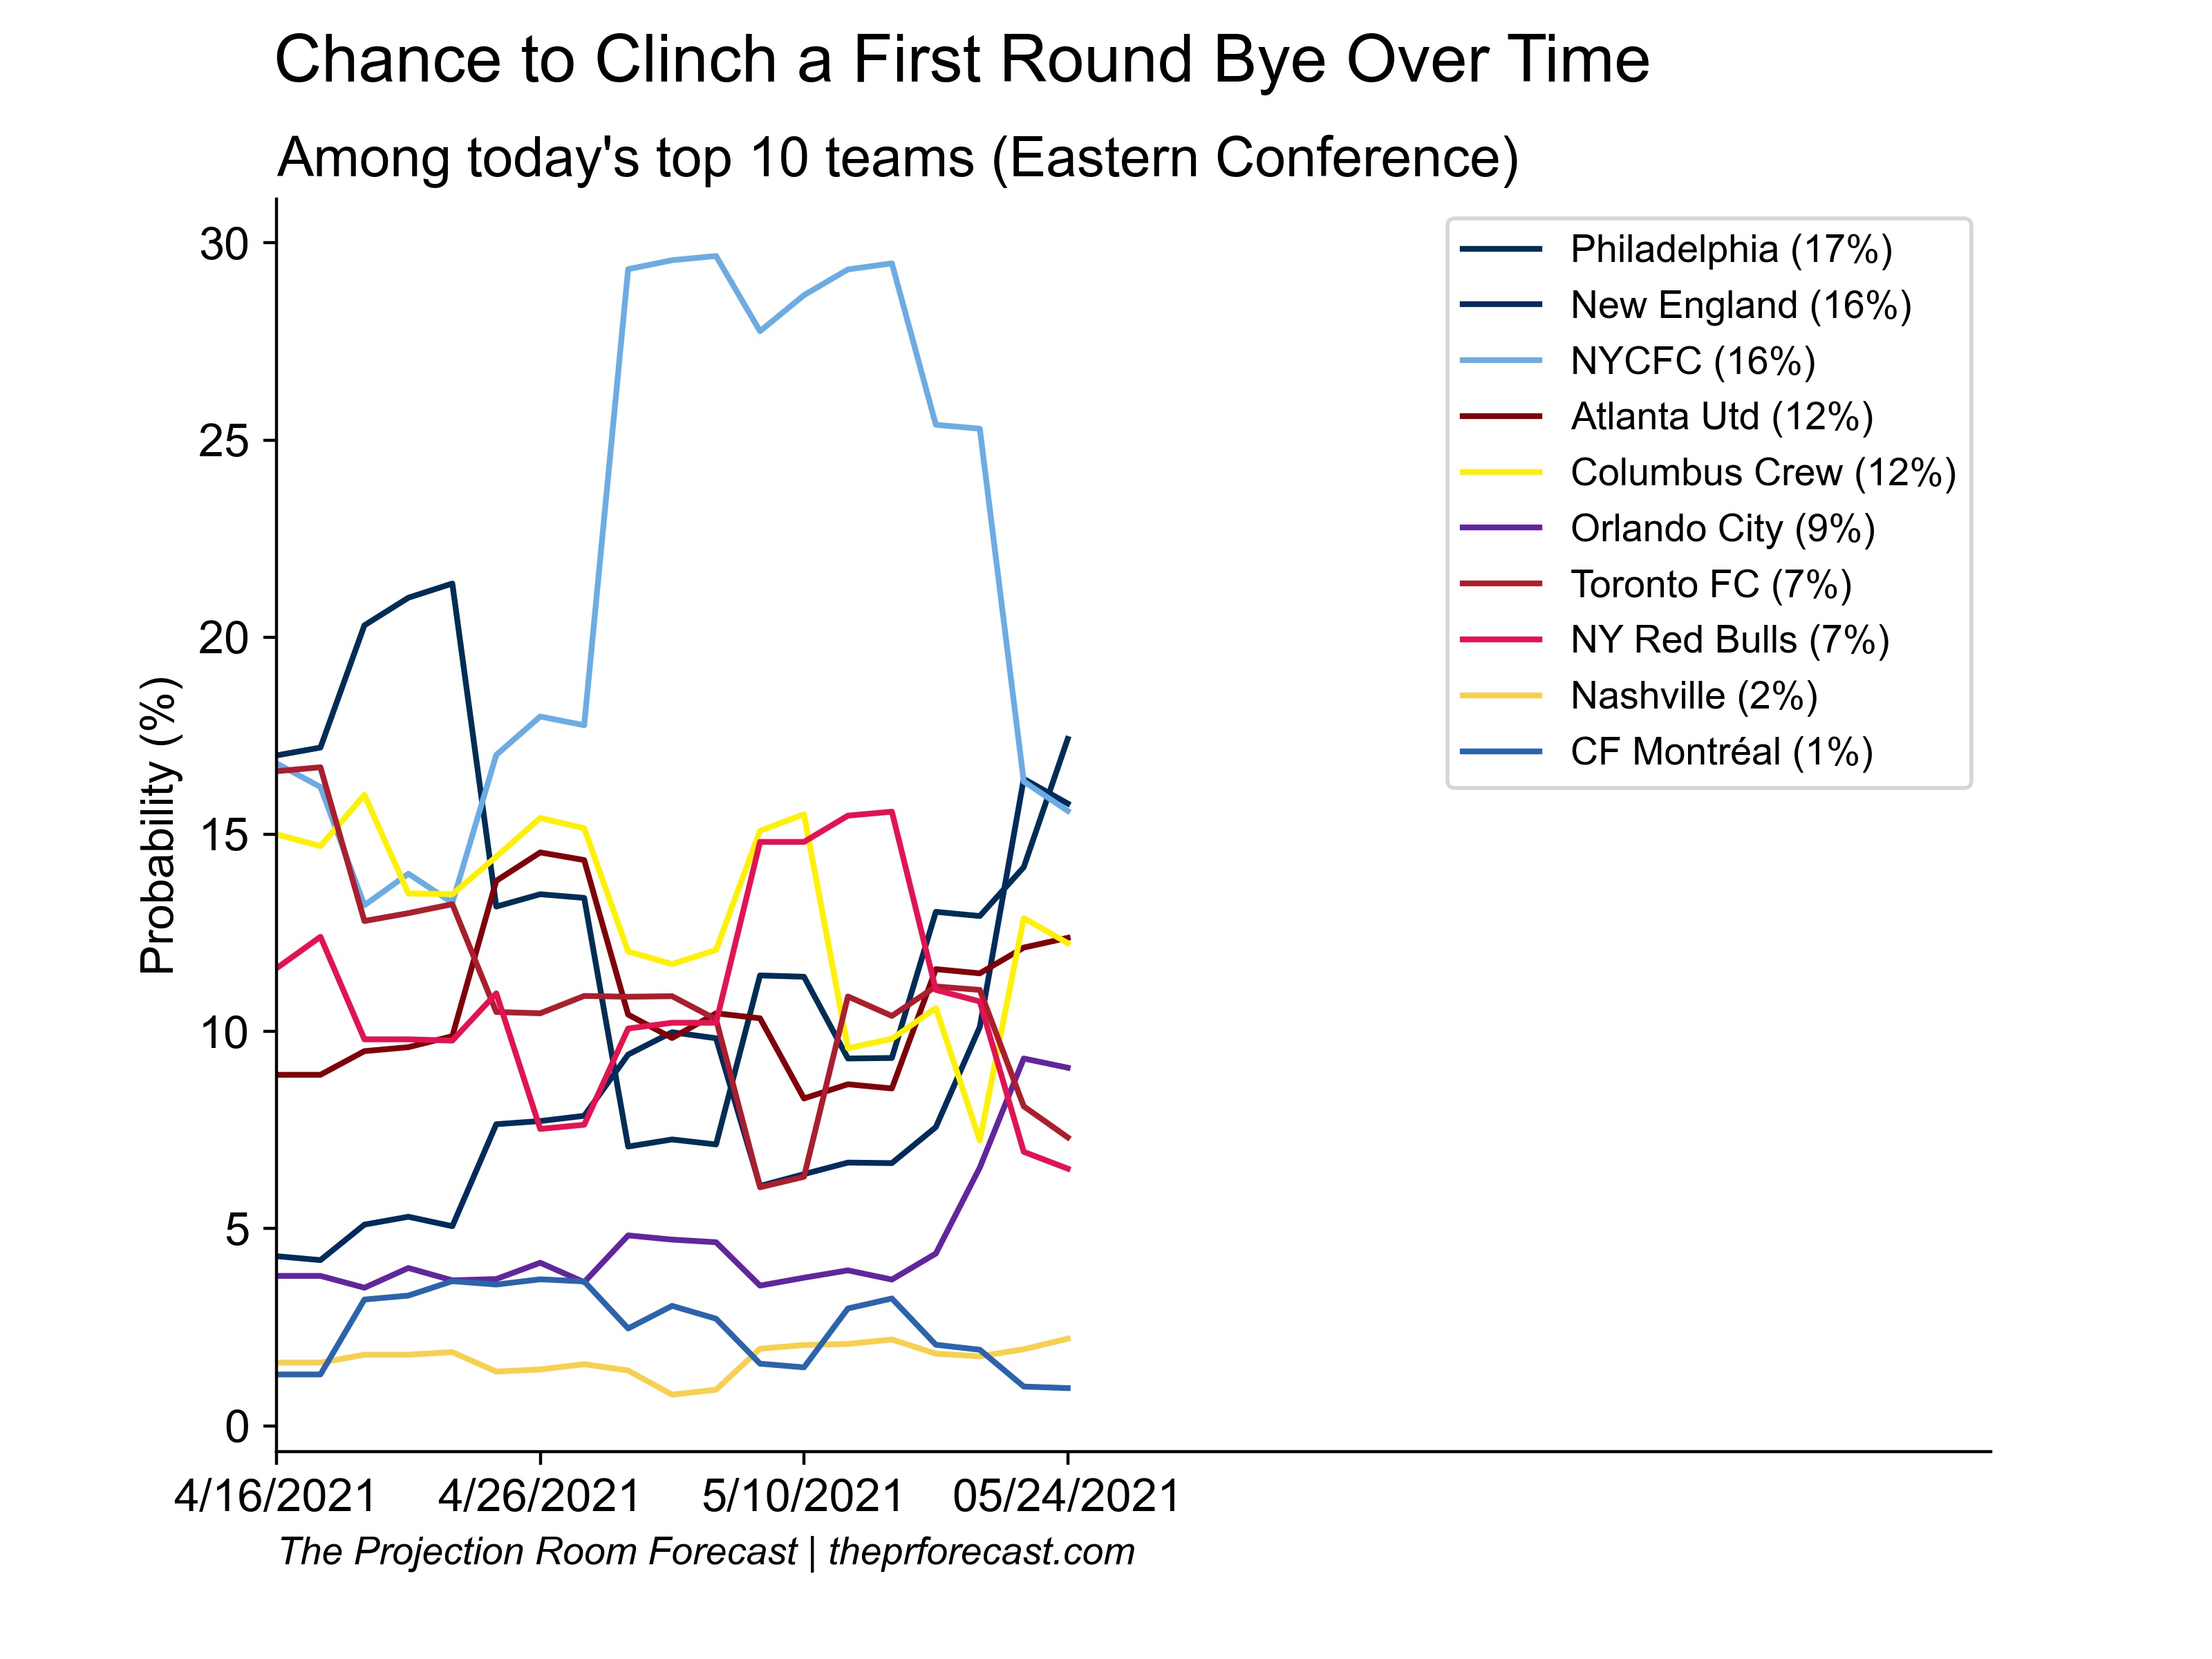 Chance to Clinch a First Round Bye Over Time
Among today's top 10 teams (Eastern Conference)
30
25
20
15
10
5
0
Probability (%)
Philadelphia (17%)
New England (16%)
NYCFC (16%)
Atlanta Utd (12%)
Columbus Crew (12%)
Orlando City (9%)
Toronto FC (7%)
NY Red Bulls (7%)
Nashville (2%)
CF Montréal (1%)
4/16/2021 4/26/2021 5/10/2021 05/24/2021
The Projection Room Forecast | theprforecast.com